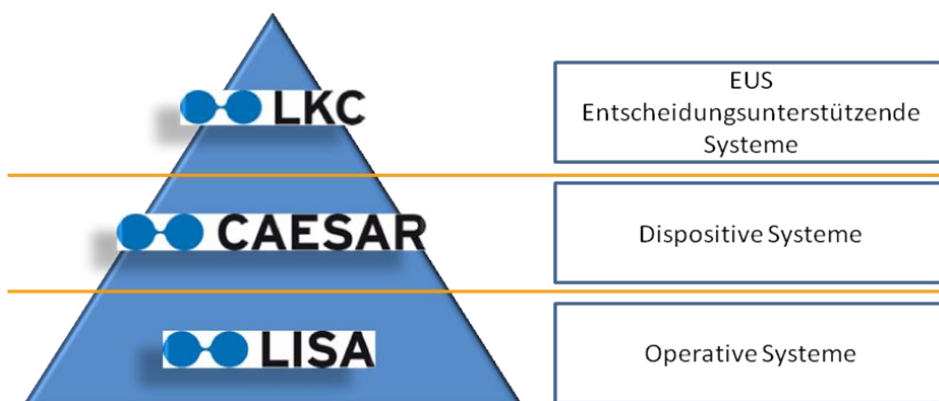 LKC
EUS
Entscheidungsunterstützende
Systeme
CAESAR
Dispositive Systeme
LISA
Operative Systeme